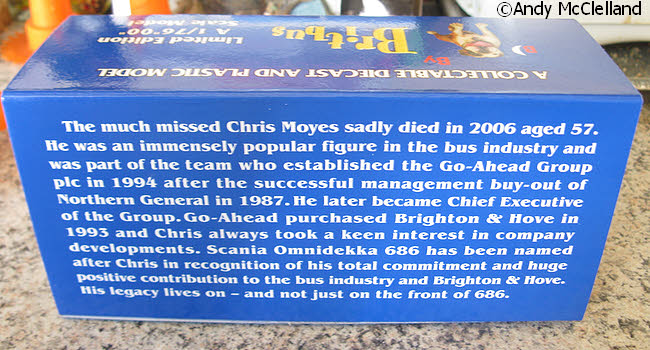 ©Andy McClelland
A COLLECTABLE DIECAST AND PLASTIC MODEL
By
Britbus
A 1/76"00"
Scale Model
Limited Edition
The much missed Chris Moyes sadly died in 2006 aged 57.
He was an immensely popular figure in the bus industry and
was part of the team who established the Go-Ahead Group
plc in 1994 after the successful management buy-out of
Northern General in 1987. He later became Chief Executive
of the Group. Go-Ahead purchased Brighton & Hove in
1993 and Chris always took a keen interest in company
developments. Scania Omnidekka 686 has been named
after Chris in recognition of his total commitment and huge
positive contribution to the bus industry and Brighton & Hove.
His legacy lives on – and not just on the front of 686.